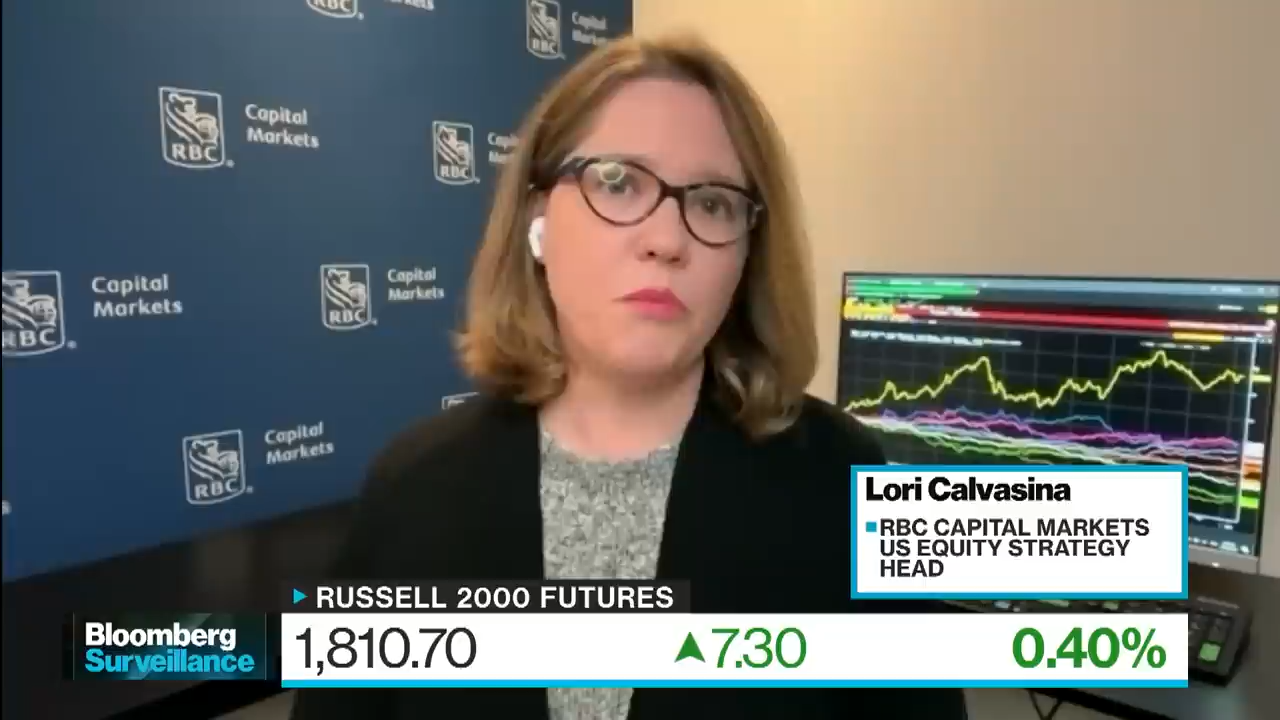 RBC
Capital
Markets
RBC
Capital
RBC
RBC
Capital
Markets
RBC
Capital
Markets
RBC
Capital
Markets
RBC
Capital
Markets
Lori Calvasina
RBC CAPITAL MARKETS
US EQUITY STRATEGY
HEAD
RUSSELL 2000 FUTURES
Bloomberg
Surveillance
1,810.70
7.30
0.40%